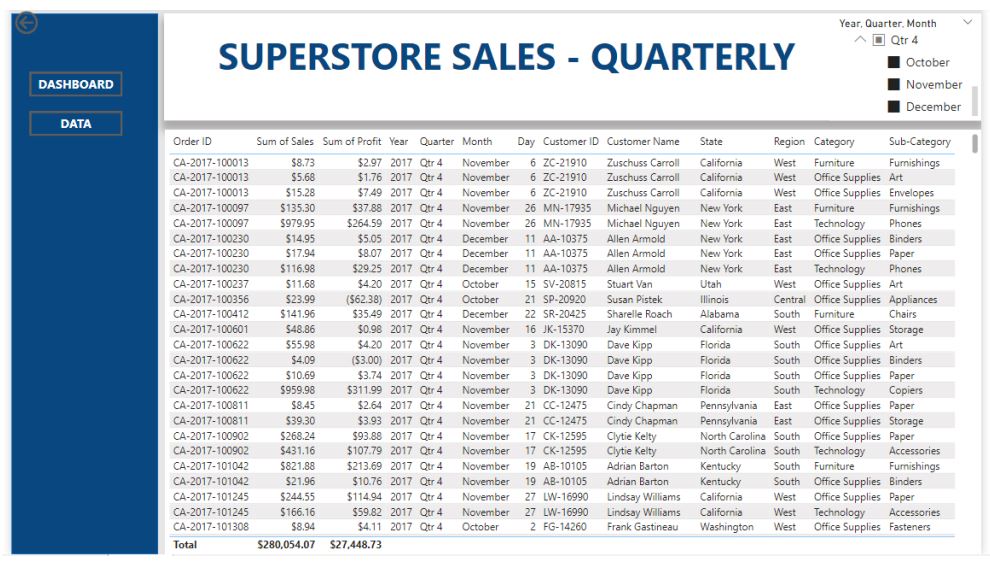 DASHBOARD
DATA
SUPERSTORE SALES - QUARTERLY
Year, Quarter, Month
Qtr 4
October
November
December
Order ID Sum of Sales Sum of Profit Year Quarter Month Day Customer ID Customer Name State Region Category Sub-Category
CA-2017-100013 $8.73 $2.97 2017 Qtr 4 November 6 ZC-21910 Zuschuss Carroll California West Furniture Furnishings
CA-2017-100013 $5.68 $1.76 2017 Qtr 4 November 6 ZC-21910 Zuschuss Carroll California West Office Supplies Art
CA-2017-100013 $15.28 $7.49 2017 Qtr 4 November 6 ZC-21910 Zuschuss Carroll California West Office Supplies Envelopes
CA-2017-100097 $135.30 $37.88 2017 Qtr 4 November 26 MN-17935 Michael Nguyen New York East Furniture Furnishings
CA-2017-100097 $979.95 $264.59 2017 Qtr 4 November 26 MN-17935 Michael Nguyen New York East Technology Phones
CA-2017-100230 $14.95 $5.05 2017 Qtr 4 December 11 AA-10375 Allen Armold New York East Office Supplies Binders
CA-2017-100230 $17.94 $8.07 2017 Qtr 4 December 11 AA-10375 Allen Armold New York East Office Supplies Paper
CA-2017-100230 $116.98 $29.25 2017 Qtr 4 December 11 AA-10375 Allen Armold New York East Technology Phones
CA-2017-100237 $11.68 $4.20 2017 Qtr 4 October 15 SV-20815 Stuart Van Utah West Office Supplies Art
CA-2017-100356 $23.99 ($62.38) 2017 Qtr 4 October 21 SP-20920 Susan Pistek Illinois Central Office Supplies Appliances
CA-2017-100412 $141.96 $35.49 2017 Qtr 4 December 22 SR-20425 Sharelle Roach Alabama South Furniture Chairs
CA-2017-100601 $48.86 $0.98 2017 Qtr 4 November 16 JK-15370 Jay Kimmel California West Office Supplies Storage
CA-2017-100622 $55.98 $4.20 2017 Qtr 4 November 3 DK-13090 Dave Kipp Florida South Office Supplies Art
CA-2017-100622 $4.09 ($3.00) 2017 Qtr 4 November 3 DK-13090 Dave Kipp Florida South Office Supplies Binders
CA-2017-100622 $10.69 $3.74 2017 Qtr 4 November 3 DK-13090 Dave Kipp Florida South Office Supplies Paper
CA-2017-100622 $959.98 $311.99 2017 Qtr 4 November 3 DK-13090 Dave Kipp Florida South Technology Copiers
CA-2017-100811 $8.45 $2.64 2017 Qtr 4 November 21 CC-12475 Cindy Chapman Pennsylvania East Office Supplies Paper
CA-2017-100811 $39.30 $3.93 2017 Qtr 4 November 21 CC-12475 Cindy Chapman Pennsylvania East Office Supplies Storage
CA-2017-100902 $268.24 $93.88 2017 Qtr 4 November 17 CK-12595 Clytie Kelty North Carolina South Office Supplies Paper
CA-2017-100902 $431.16 $107.79 2017 Qtr 4 November 17 CK-12595 Clytie Kelty North Carolina South Technology Accessories
CA-2017-101042 $821.88 $213.69 2017 Qtr 4 November 19 AB-10105 Adrian Barton Kentucky South Furniture Furnishings
CA-2017-101042 $21.96 $10.76 2017 Qtr 4 November 19 AB-10105 Adrian Barton Kentucky South Office Supplies Binders
CA-2017-101245 $244.55 $114.94 2017 Qtr 4 November 27 LW-16990 Lindsay Williams California West Office Supplies Paper
CA-2017-101245 $166.16 $59.82 2017 Qtr 4 November 27 LW-16990 Lindsay Williams California West Technology Accessories
CA-2017-101308 $8.94 $4.11 2017 Qtr 4 October 2 FG-14260 Frank Gastineau Washington West Office Supplies Fasteners
Total $280,054.07 $27,448.73